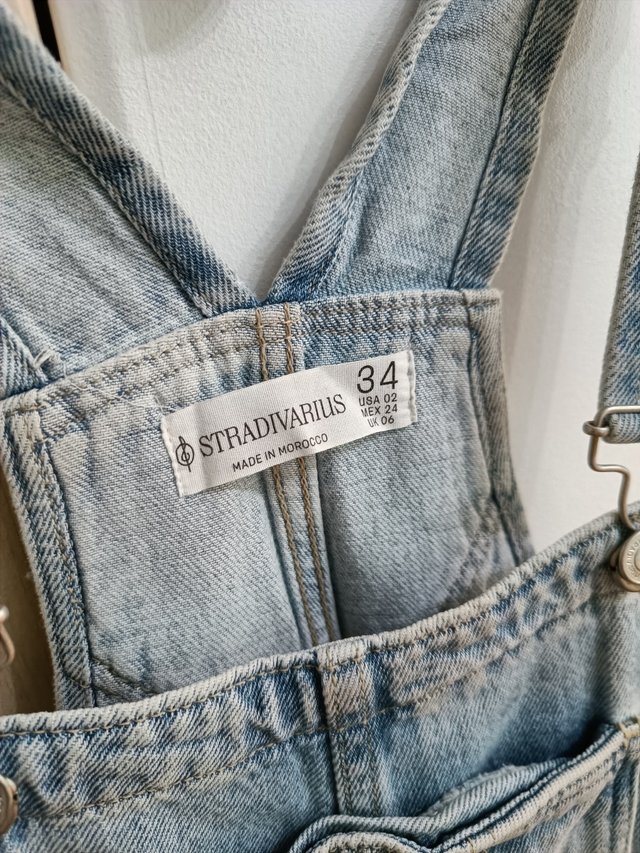 STRADIVARIUS
MADE IN MOROCCO
34
USA 02
MEX 24
UK 06